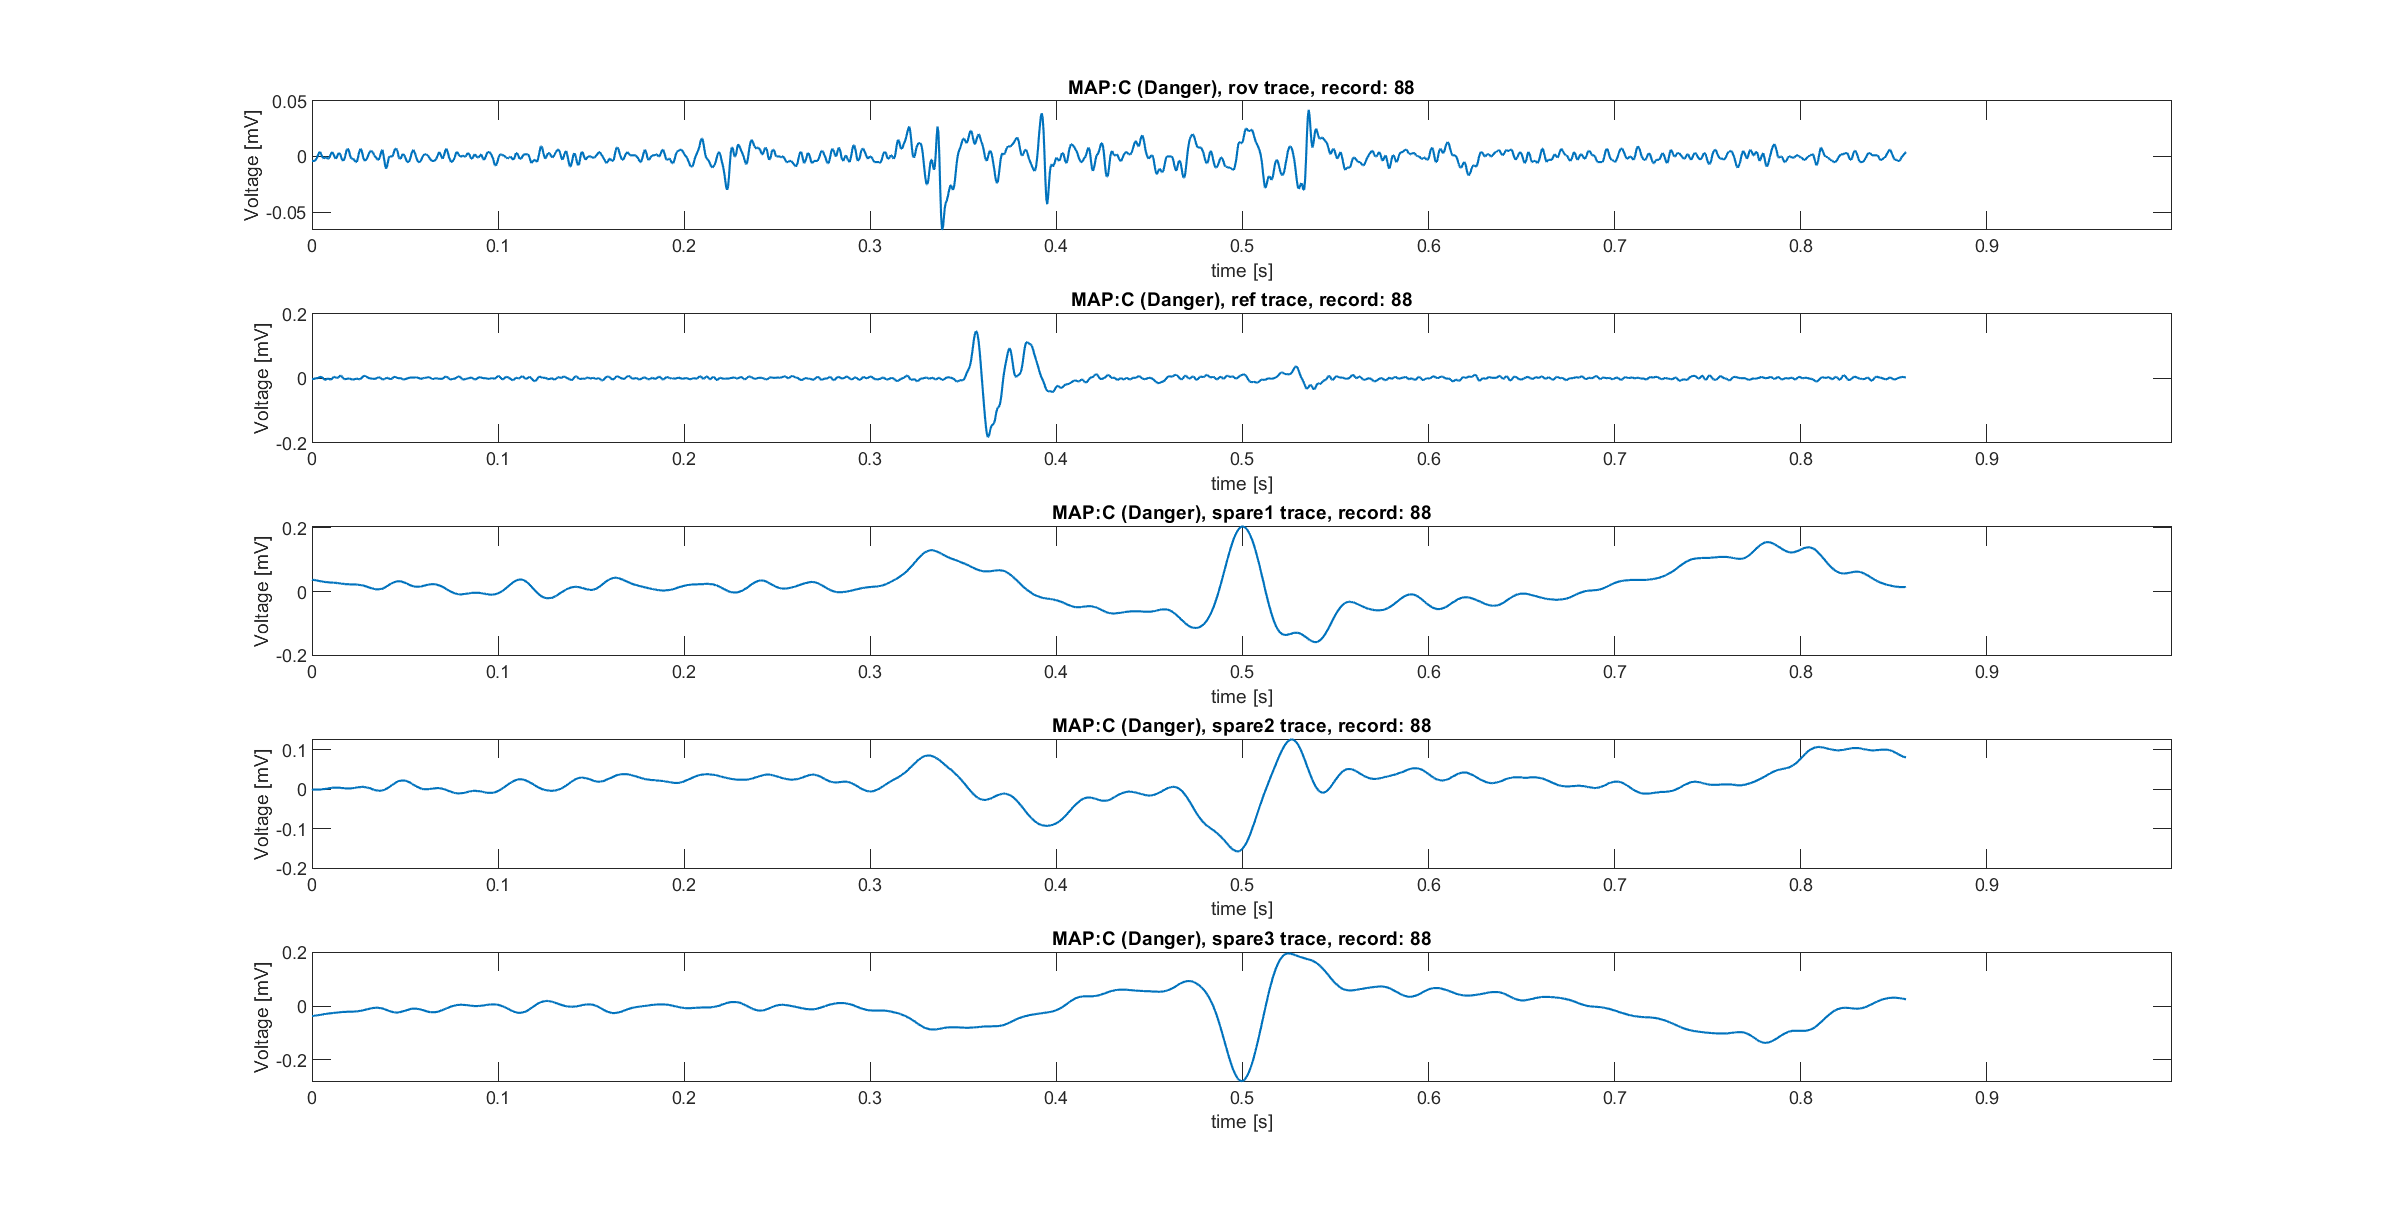 MAP:C (Danger), rov trace, record: 88
Voltage [mV]
0.05
0
-0.05
0 0.1 0.2 0.3 0.4 0.5 0.6 0.7 0.8 0.9
time [s]
MAP:C (Danger), ref trace, record: 88
Voltage [mV]
0.2
0
-0.2
0 0.1 0.2 0.3 0.4 0.5 0.6 0.7 0.8 0.9
time [s]
MAP:C (Danger), spare1 trace, record: 88
Voltage [mV]
0.2
0
-0.2
0 0.1 0.2 0.3 0.4 0.5 0.6 0.7 0.8 0.9
time [s]
MAP:C (Danger), spare2 trace, record: 88
Voltage [mV]
0.1
0
-0.1
-0.2
0 0.1 0.2 0.3 0.4 0.5 0.6 0.7 0.8 0.9
time [s]
MAP:C (Danger), spare3 trace, record: 88
Voltage [mV]
0.2
0
-0.2
0 0.1 0.2 0.3 0.4 0.5 0.6 0.7 0.8 0.9
time [s]